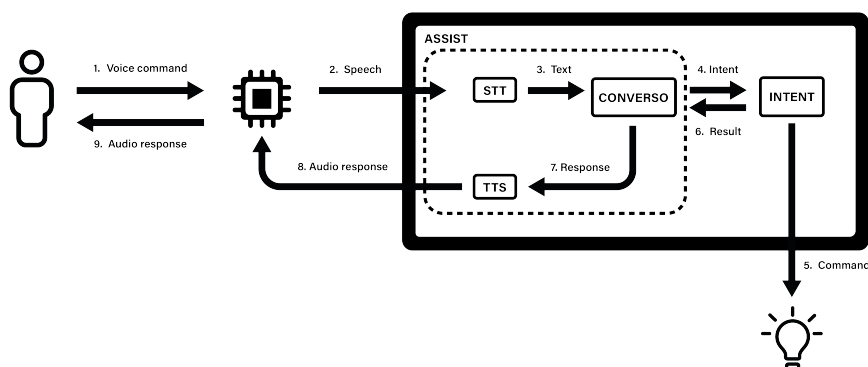 ASSIST
1. Voice command
2. Speech
3. Text
4. Intent
STT
CONVERSO
INTENT
9. Audio response
6. Result
8. Audio response
7. Response
TTS
5. Command